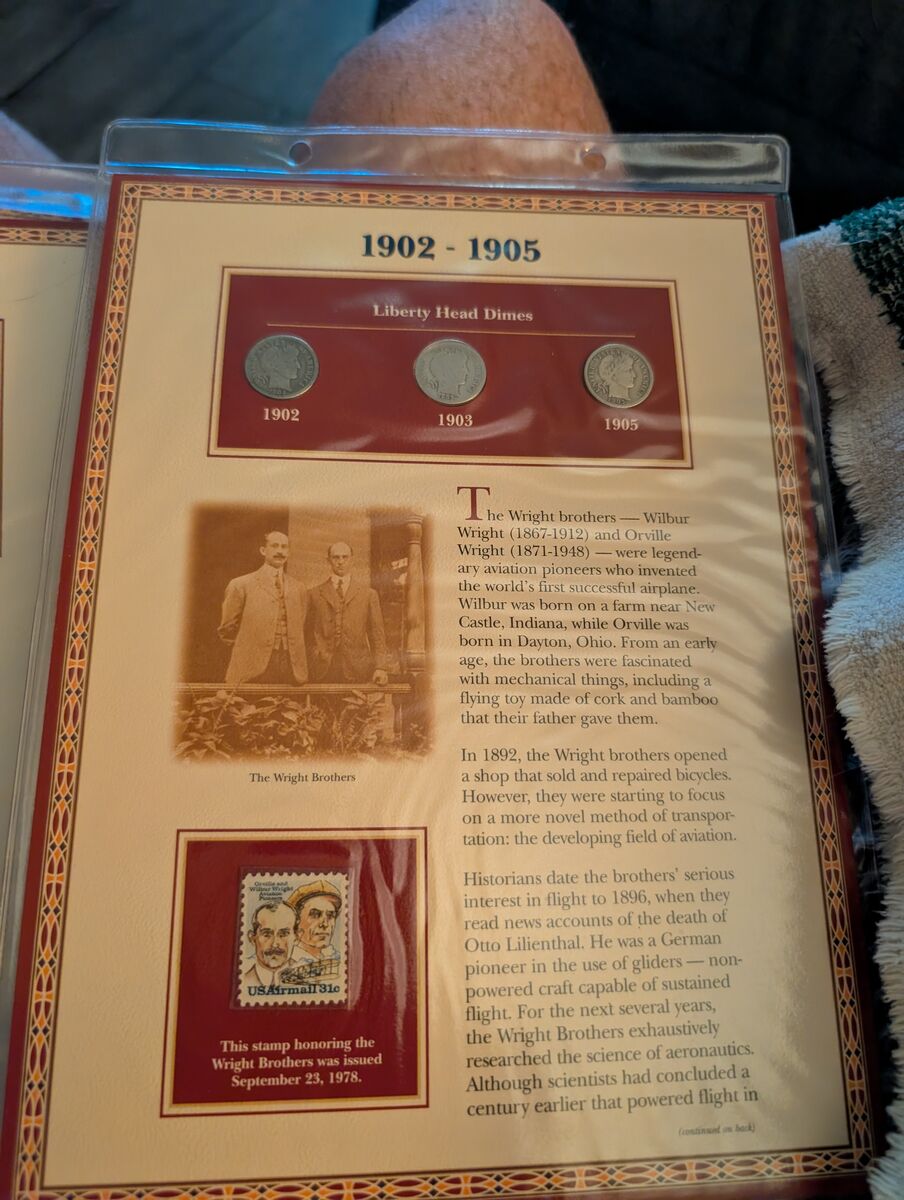 1902 - 1905
Liberty Head Dimes
1902
1903
1905
The Wright brothers — Wilbur
Wright (1867-1912) and Orville
Wright (1871-1948) — were legend-
ary aviation pioneers who invented
the world's first successful airplane.
Wilbur was born on a farm near New
Castle, Indiana, while Orville was
born in Dayton, Ohio. From an early
age, the brothers were fascinated
with mechanical things, including a
flying toy made of cork and bamboo
that their father gave them.
In 1892, the Wright brothers opened
a shop that sold and repaired bicycles.
However, they were starting to focus
on a more novel method of transpor-
tation: the developing field of aviation.
Historians date the brothers' serious
interest in flight to 1896, when they
read news accounts of the death of
Otto Lilienthal. He was a German
pioneer in the use of gliders — non-
powered craft capable of sustained
flight. For the next several years,
the Wright Brothers exhaustively
researched the science of aeronautics.
Although scientists had concluded a
century earlier that powered flight in
(continued on back)
The Wright Brothers
Orville and
Wilbur Wright
Aviation
Pioneers
USAirmail 31c
This stamp honoring the
Wright Brothers was issued
September 23, 1978.